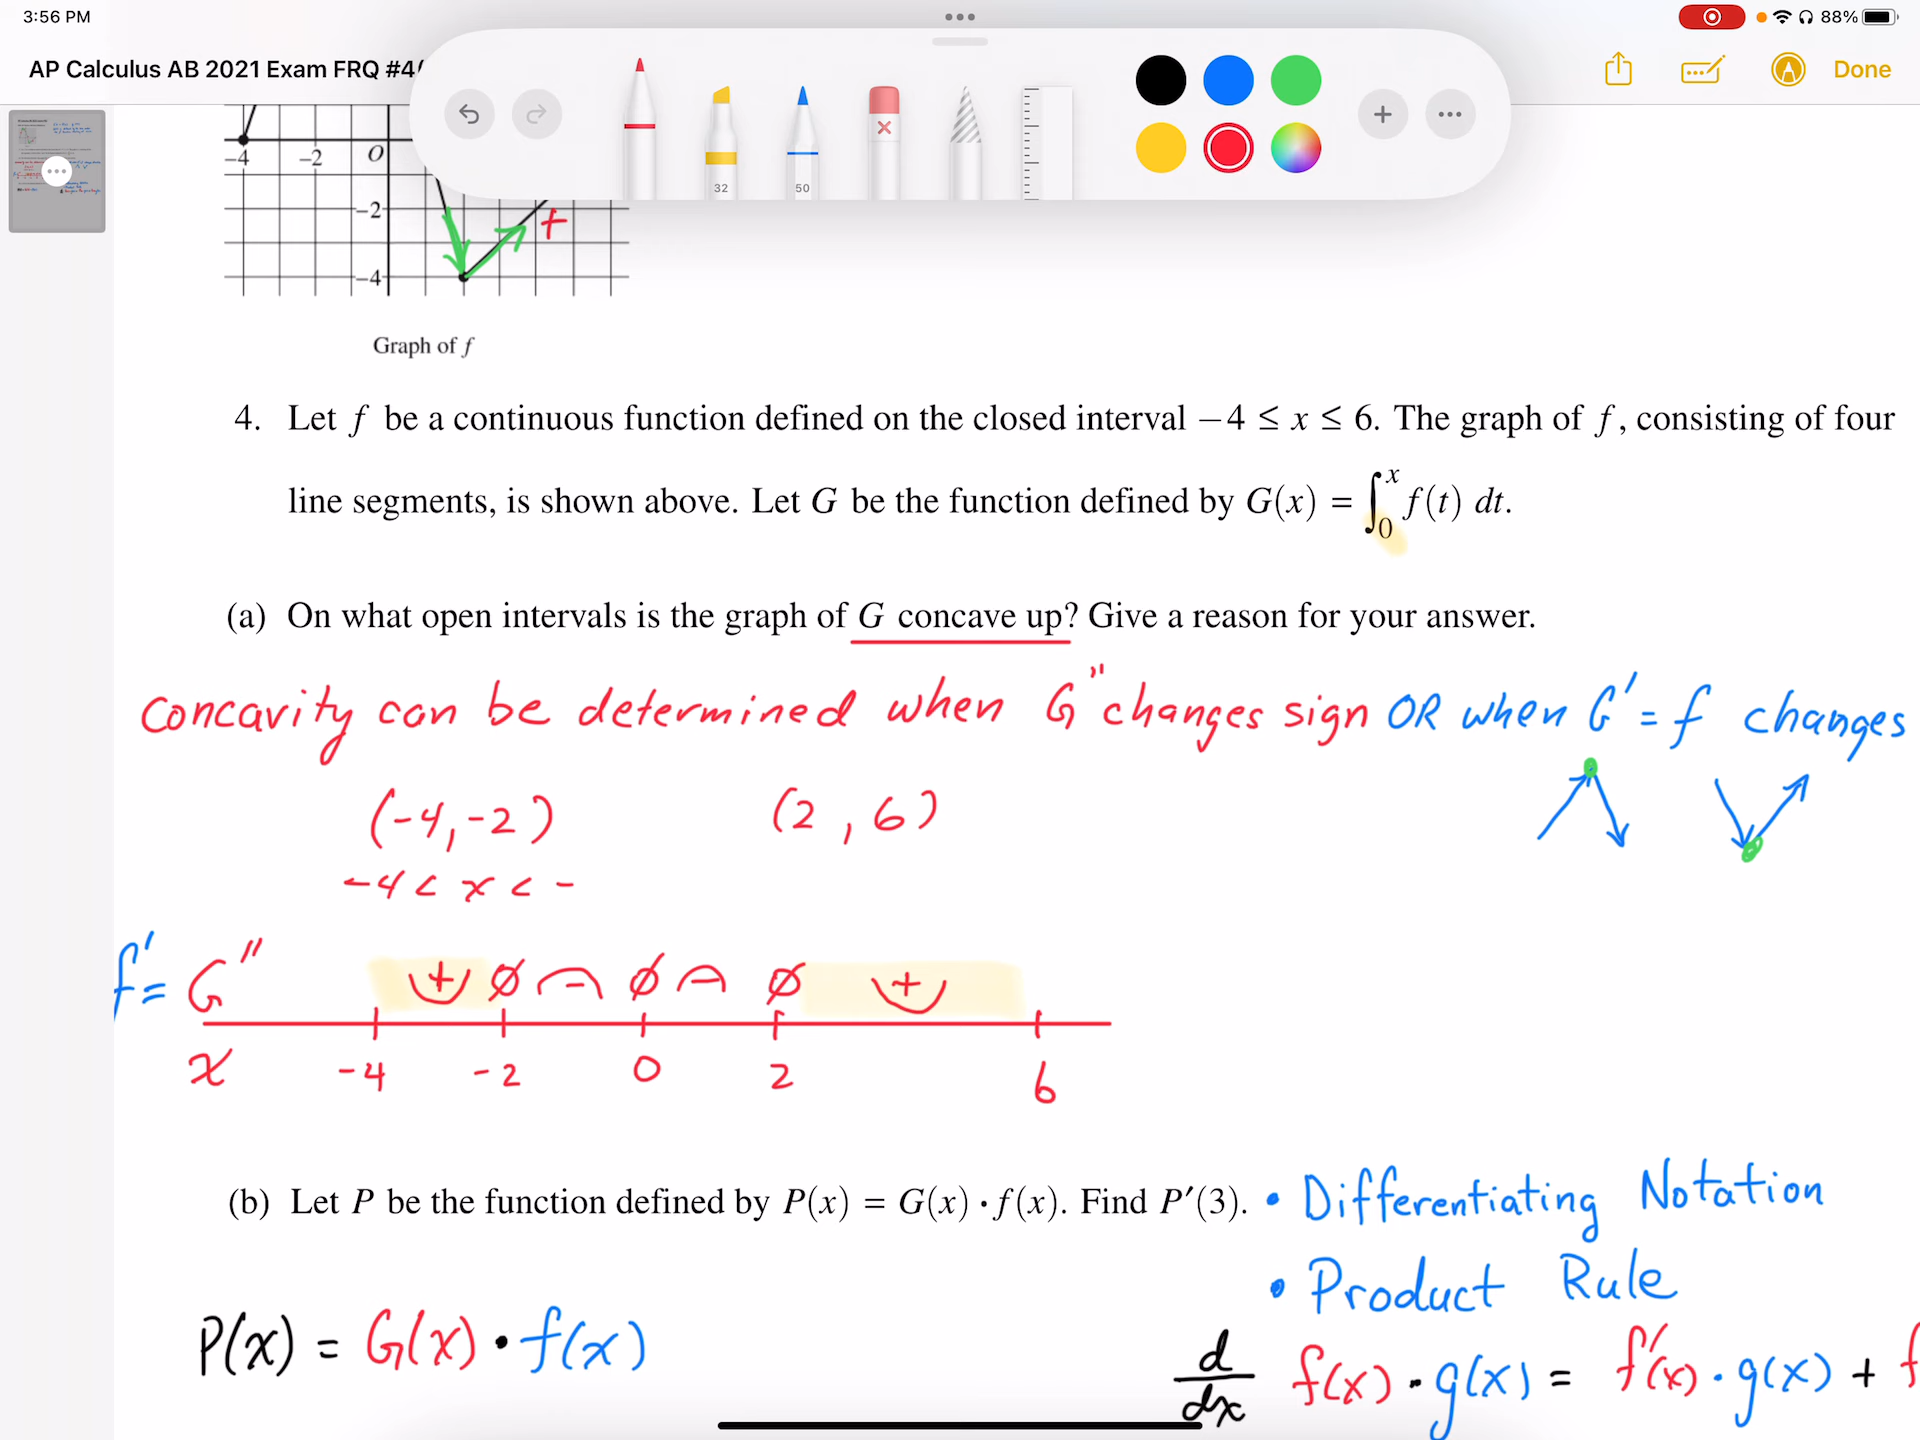 3:56 PM
88%
AP Calculus AB 2021 Exam FRQ #4
Done
32
50
-4 -2 O
-2
+
-4
Graph of f
4. Let f be a continuous function defined on the closed interval −4 ≤ x ≤ 6. The graph of f, consisting of four
line segments, is shown above. Let G be the function defined by G(x) = ∫₀ˣ f(t) dt.
(a) On what open intervals is the graph of G concave up? Give a reason for your answer.
Concavity can be determined when G" changes sign OR when G' = f changes
(-4,-2) (2,6)
-4 < x < -
f' = G" + ∅ - ∅ - ∅ +
x -4 -2 0 2 6
(b) Let P be the function defined by P(x) = G(x) · f(x). Find P′(3). • Differentiating Notation
• Product Rule
P(x) = G(x) • f(x)
d/dx f(x) · g(x) = f'(x) · g(x) + f